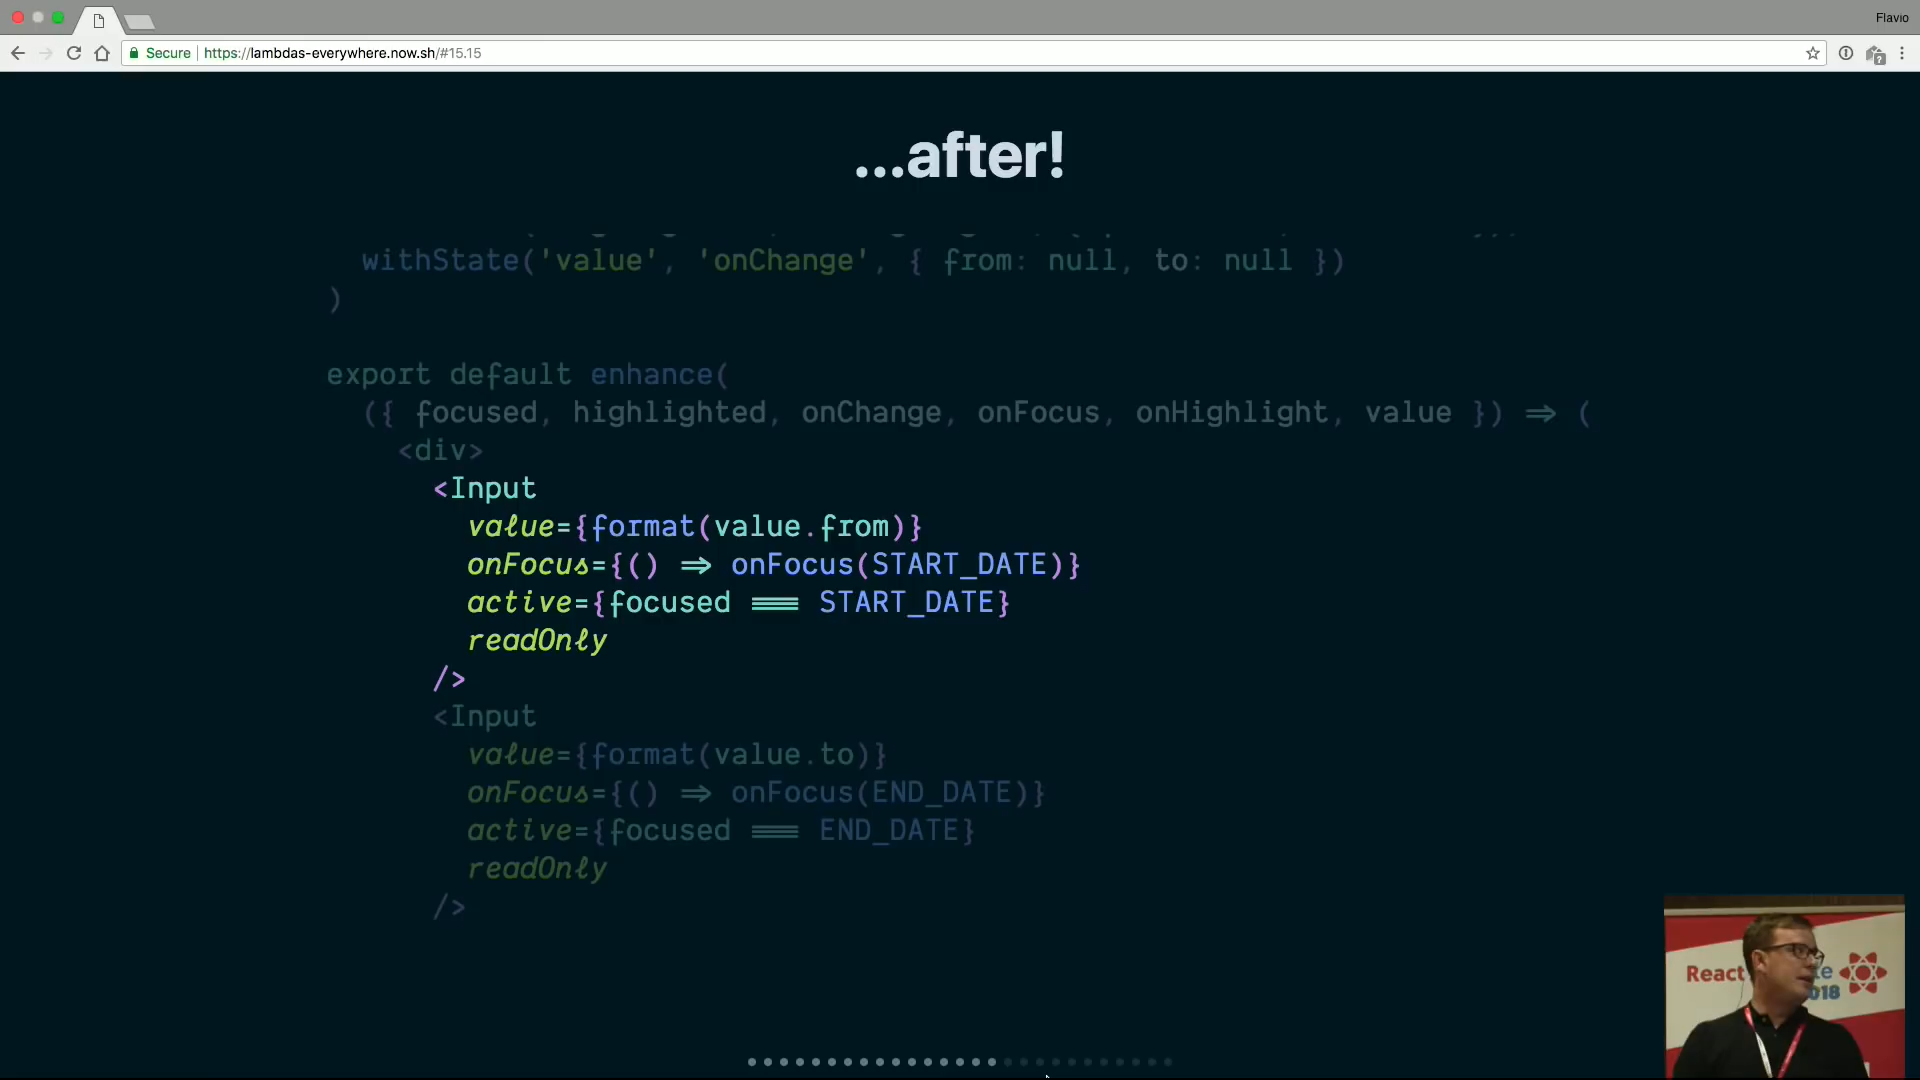 Flavio
Secure https://lambdas-everywhere.now.sh/#15.15
...after!
withState('value', 'onChange', { from: null, to: null })
)
export default enhance(
({ focused, highlighted, onChange, onFocus, onHighlight, value }) => (
<div>
<Input
value={format(value.from)}
onFocus={() => onFocus(START_DATE)}
active={focused === START_DATE}
readOnly
/>
<Input
value={format(value.to)}
onFocus={() => onFocus(END_DATE)}
active={focused === END_DATE}
readOnly
/>
React
2018